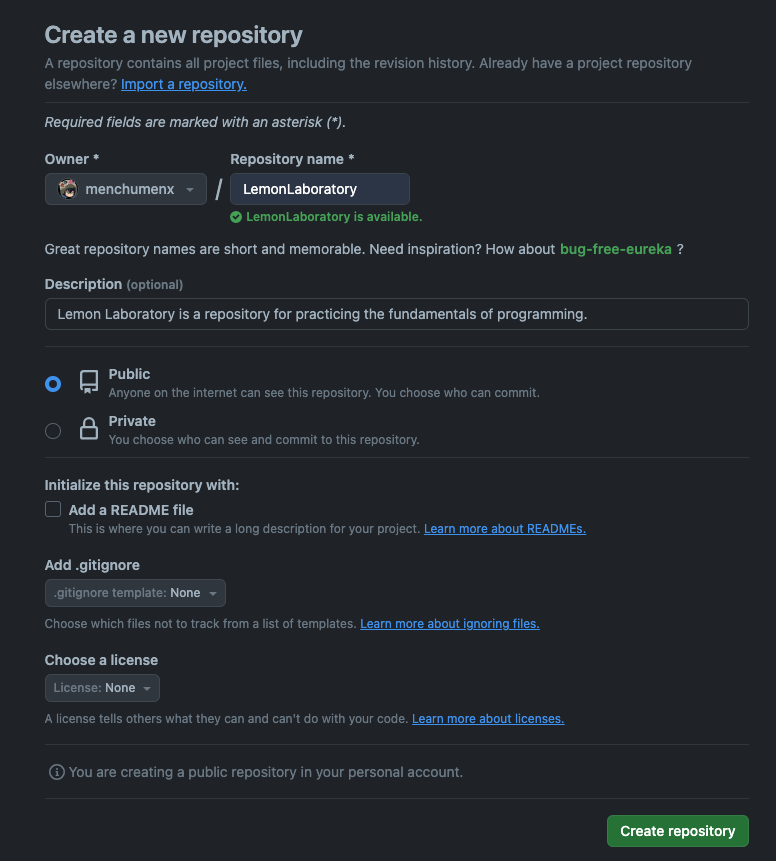 Create a new repository
A repository contains all project files, including the revision history. Already have a project repository
elsewhere? Import a repository.
Required fields are marked with an asterisk (*).
Owner *
Repository name *
menchumenx
/
LemonLaboratory
LemonLaboratory is available.
Great repository names are short and memorable. Need inspiration? How about bug-free-eureka ?
Description (optional)
Lemon Laboratory is a repository for practicing the fundamentals of programming.
Public
Anyone on the internet can see this repository. You choose who can commit.
Private
You choose who can see and commit to this repository.
Initialize this repository with:
Add a README file
This is where you can write a long description for your project. Learn more about READMEs.
Add .gitignore
.gitignore template: None
Choose which files not to track from a list of templates. Learn more about ignoring files.
Choose a license
License: None
A license tells others what they can and can't do with your code. Learn more about licenses.
You are creating a public repository in your personal account.
Create repository